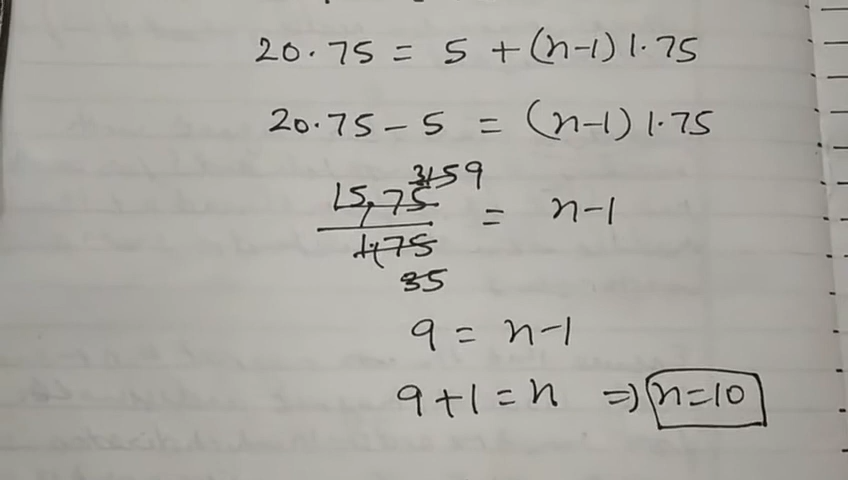 20.75 = 5 + (n-1) 1.75
20.75 - 5 = (n-1) 1.75
315 9
15.75 / 1.75 = n-1
35
9 = n-1
9+1 = n ⇒ n=10